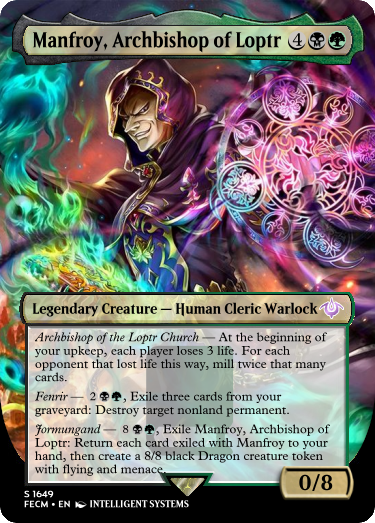 Manfroy, Archbishop of Loptr 4
Legendary Creature — Human Cleric Warlock
Archbishop of the Loptr Church — At the beginning of
your upkeep, each player loses 3 life. For each
opponent that lost life this way, mill twice that many
cards.
Fenrir — 2, Exile three cards from your
graveyard: Destroy target nonland permanent.
Jormungand — 8, Exile Manfroy, Archbishop of
Loptr: Return each card exiled with Manfroy to your
hand, then create a 8/8 black Dragon creature token
with flying and menace.
0/8
S 1649
FECM • EN INTELLIGENT SYSTEMS